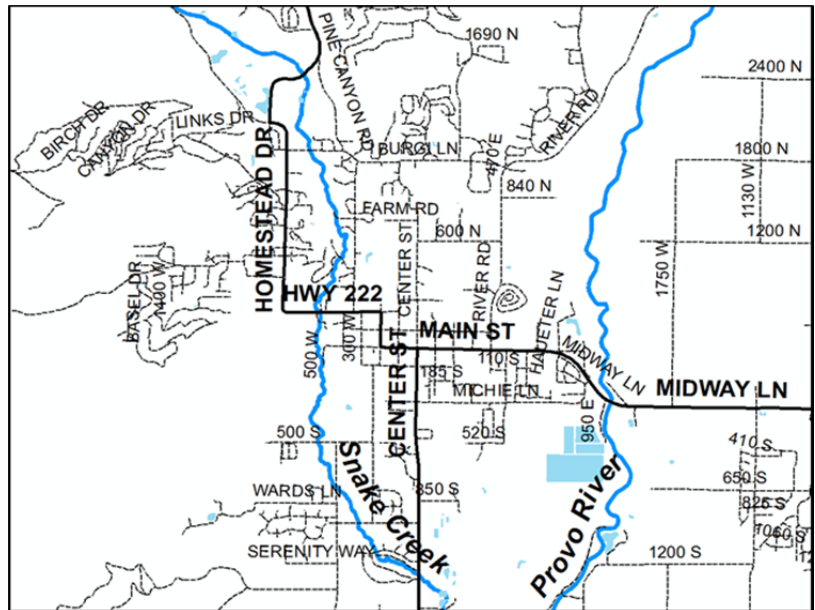 PINE CANYON RD
1690 N
2400 N
BIRCH DR
CANYON DR
LINKS DR
RIVER RD
BURGI LN
470 E
1800 N
HOMESTEAD DR
840 N
1130 W
FARM RD
CENTER ST
600 N
1200 N
BASEL DR
1400 W
RIVER RD
1750 W
HWY 222
HAUETER LN
500 W
300 W
MAIN ST
110 S
MIDWAY LN
CENTER ST
185 S
MICHIE LN
MIDWAY LN
950 E
500 S
520 S
410 S
Snake Creek
WARDS LN
850 S
Provo River
650 S
825 S
1060 S
SERENITY WAY
1200 S